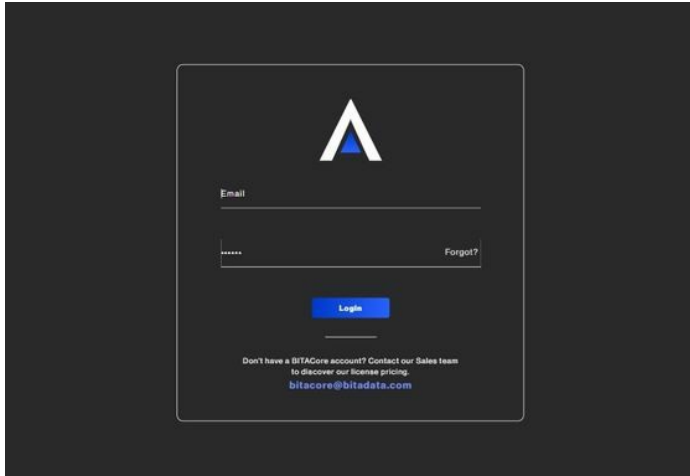 Email
•••••• Forgot?
Login
Don't have a BITACore account? Contact our Sales team
to discover our license pricing.
bitacore@bitadata.com